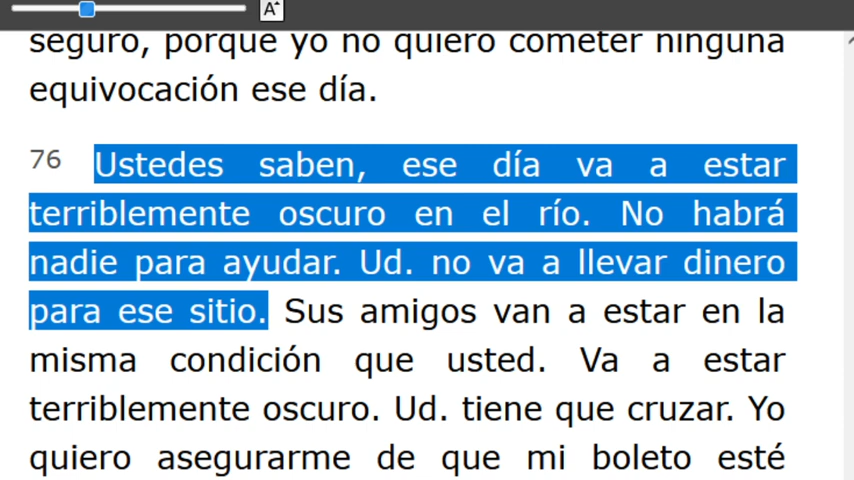 A
seguro, porque yo no quiero cometer ninguna
equivocación ese día.
76 Ustedes saben, ese día va a estar
terriblemente oscuro en el río. No habrá
nadie para ayudar. Ud. no va a llevar dinero
para ese sitio. Sus amigos van a estar en la
misma condición que usted. Va a estar
terriblemente oscuro. Ud. tiene que cruzar. Yo
quiero asegurarme de que mi boleto esté